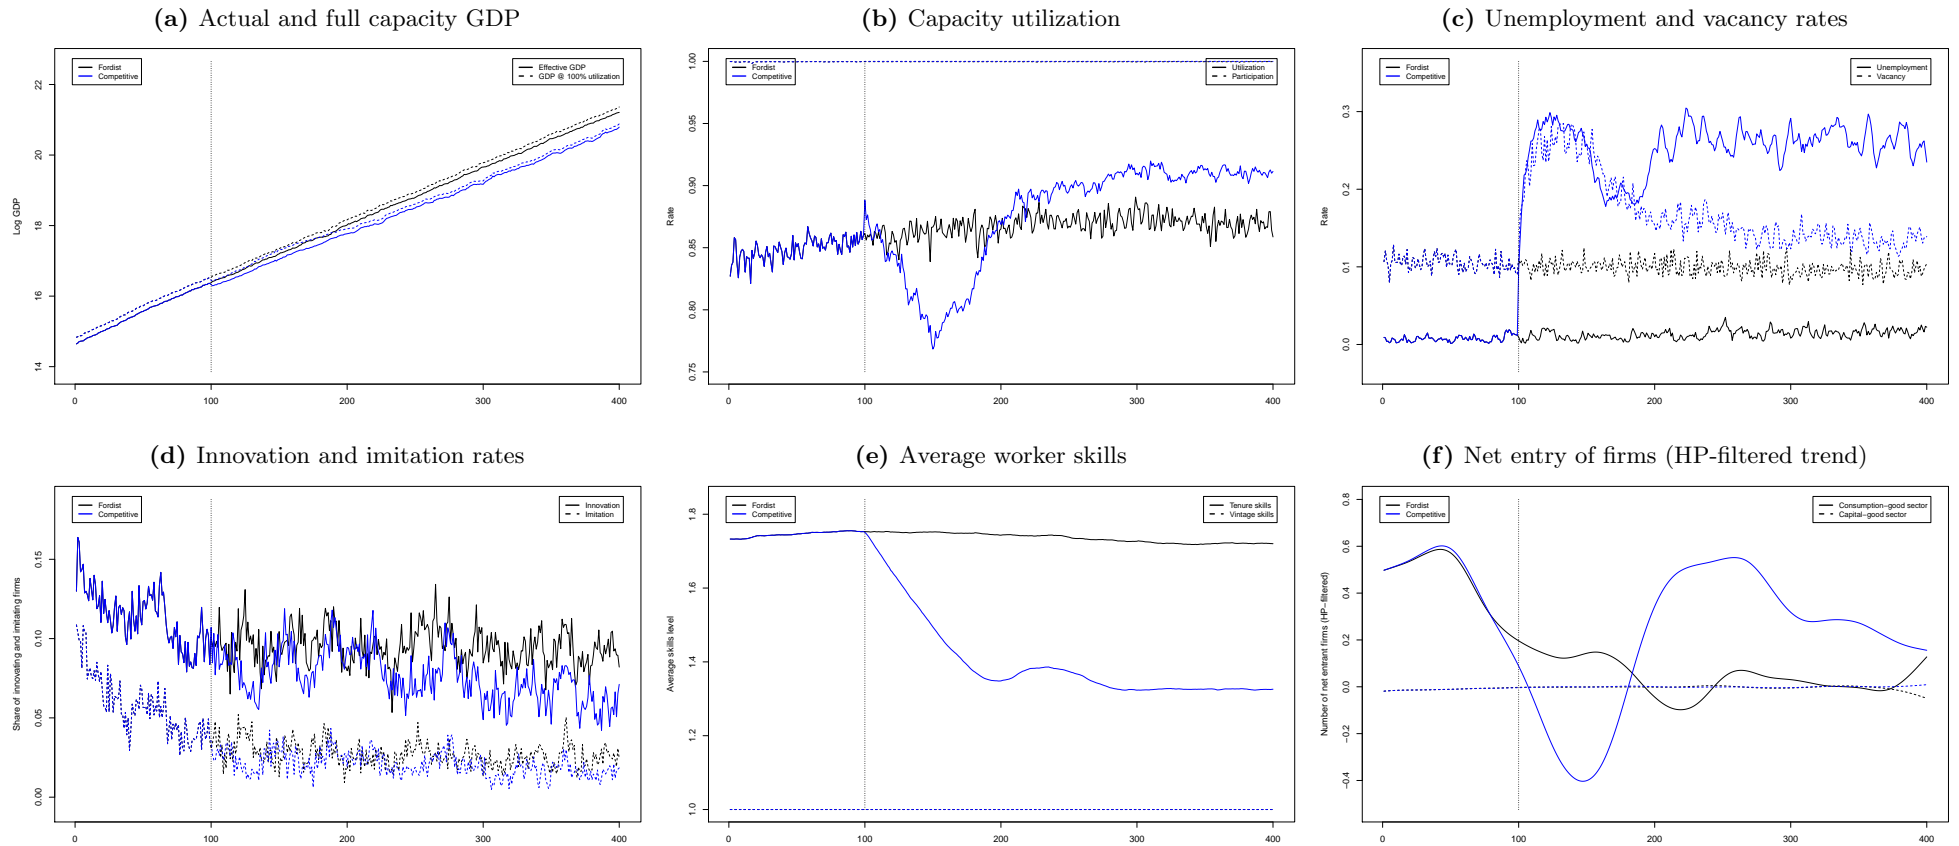 (a) Actual and full capacity GDP
Fordist
Competitive
Effective GDP
GDP @ 100% utilization
Log GDP
14
16
18
20
22
0
100
200
300
400
(b) Capacity utilization
Fordist
Competitive
Utilization
Participation
Rate
0.75
0.80
0.85
0.90
0.95
1.00
0
100
200
300
400
(c) Unemployment and vacancy rates
Fordist
Competitive
Unemployment
Vacancy
Rate
0.0
0.1
0.2
0.3
0
100
200
300
400
(d) Innovation and imitation rates
Fordist
Competitive
Innovation
Imitation
Share of innovating and imitating firms
0.00
0.05
0.10
0.15
0
100
200
300
400
(e) Average worker skills
Fordist
Competitive
Tenure skills
Vintage skills
Average skills level
1.0
1.2
1.4
1.6
1.8
0
100
200
300
400
(f) Net entry of firms (HP-filtered trend)
Fordist
Competitive
Consumption−good sector
Capital−good sector
Number of net entrant firms (HP−filtered)
−0.4
−0.2
0.0
0.2
0.4
0.6
0.8
0
100
200
300
400